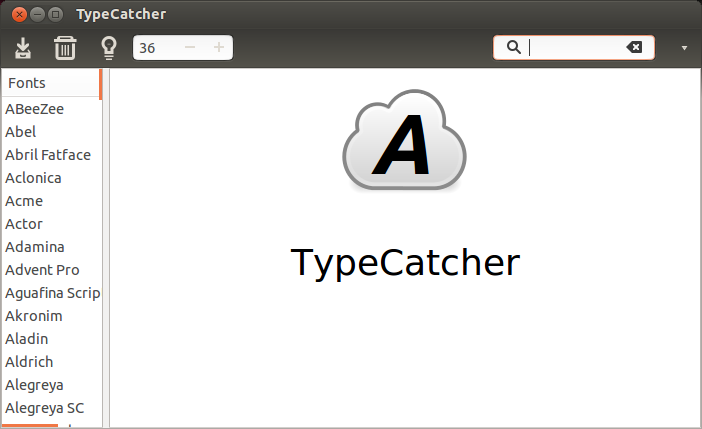 TypeCatcher
36
Fonts
ABeeZee
Abel
Abril Fatface
Aclonica
Acme
Actor
Adamina
Advent Pro
Aguafina Scrip
Akronim
Aladin
Aldrich
Alegreya
Alegreya SC
A
TypeCatcher